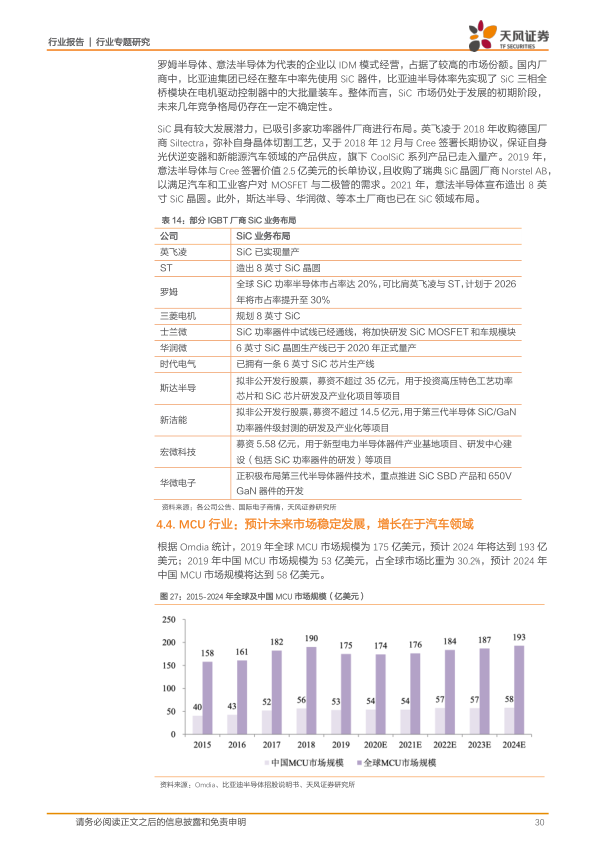 行业报告 | 行业专题研究
天风证券
TF SECURITIES
罗姆半导体、意法半导体为代表的企业以 IDM 模式经营，占据了较高的市场份额。国内厂
商中，比亚迪集团已经在整车中率先使用 SiC 器件，比亚迪半导体率先实现了 SiC 三相全
桥模块在电机驱动控制器中的大批量装车。整体而言，SiC 市场仍处于发展的初期阶段，
未来几年竞争格局仍存在一定不确定性。
SiC 具有较大发展潜力，已吸引多家功率器件厂商进行布局。英飞凌于 2018 年收购德国厂
商 Siltectra，弥补自身晶体切割工艺，又于 2018 年 12 月与 Cree 签署长期协议，保证自身
光伏逆变器和新能源汽车领域的产品供应，旗下 CoolSiC 系列产品已走入量产。2019 年，
意法半导体与 Cree 签署价值 2.5 亿美元的长单协议，且收购了瑞典 SiC 晶圆厂商 Norstel AB，
以满足汽车和工业客户对 MOSFET 与二极管的需求。2021 年，意法半导体宣布造出 8 英
寸 SiC 晶圆。此外，斯达半导、华润微、等本土厂商也已在 SiC 领域布局。
表 14：部分 IGBT 厂商 SiC 业务布局
公司 SiC 业务布局
英飞凌 SiC 已实现量产
ST 造出 8 英寸 SiC 晶圆
罗姆 全球 SiC 功率半导体市占率达 20%，可比肩英飞凌与 ST，计划于 2026
年将市占率提升至 30%
三菱电机 规划 8 英寸 SiC
士兰微 SiC 功率器件中试线已经通线，将加快研发 SiC MOSFET 和车规模块
华润微 6 英寸 SiC 晶圆生产线已于 2020 年正式量产
时代电气 已拥有一条 6 英寸 SiC 芯片生产线
斯达半导 拟非公开发行股票，募资不超过 35 亿元，用于投资高压特色工艺功率
芯片和 SiC 芯片研发及产业化项目等项目
新洁能 拟非公开发行股票，募资不超过 14.5 亿元，用于第三代半导体 SiC/GaN
功率器件级封测的研发及产业化等项目
宏微科技 募资 5.58 亿元，用于新型电力半导体器件产业基地项目、研发中心建
设（包括 SiC 功率器件的研发）等项目
华微电子 正积极布局第三代半导体器件技术，重点推进 SiC SBD 产品和 650V
GaN 器件的开发
资料来源：各公司公告、国际电子商情，天风证券研究所
4.4. MCU 行业：预计未来市场稳定发展，增长在于汽车领域
根据 Omdia 统计，2019 年全球 MCU 市场规模为 175 亿美元，预计 2024 年将达到 193 亿
美元；2019 年中国 MCU 市场规模为 53 亿美元，占全球市场比重为 30.2%，预计 2024 年
中国 MCU 市场规模将达到 58 亿美元。
图 27：2015-2024 年全球及中国 MCU 市场规模（亿美元）
250
200
150
100
50
0
158 161 182 190 175 174 176 184 187 193
40 43 52 56 53 54 54 57 57 58
2015 2016 2017 2018 2019 2020E 2021E 2022E 2023E 2024E
中国MCU市场规模 全球MCU市场规模
资料来源：Omdia、比亚迪半导体招股说明书、天风证券研究所
请务必阅读正文之后的信息披露和免责申明 30